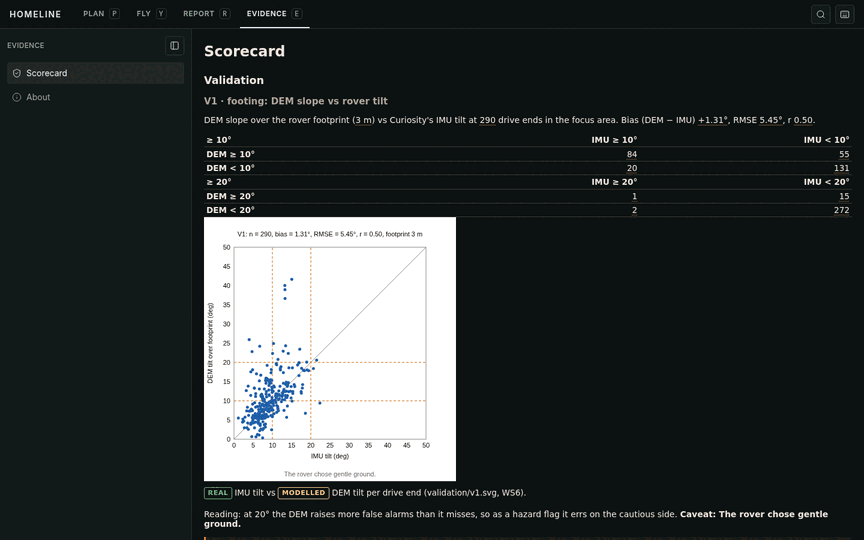 HOMELINE PLAN P FLY Y REPORT R EVIDENCE E
EVIDENCE
Scorecard
About
Scorecard
Validation
V1 · footing: DEM slope vs rover tilt
DEM slope over the rover footprint (3 m) vs Curiosity's IMU tilt at 290 drive ends in the focus area. Bias (DEM − IMU) +1.31°, RMSE 5.45°, r 0.50.
≥ 10° IMU ≥ 10° IMU < 10°
DEM ≥ 10° 84 55
DEM < 10° 20 131
≥ 20° IMU ≥ 20° IMU < 20°
DEM ≥ 20° 1 15
DEM < 20° 2 272
V1: n = 290, bias = 1.31°, RMSE = 5.45°, r = 0.50, footprint 3 m
50
45
40
35
30
25
20
15
10
5
0
DEM tilt over footprint (deg)
0 5 10 15 20 25 30 35 40 45 50
IMU tilt (deg)
The rover chose gentle ground.
REAL IMU tilt vs MODELLED DEM tilt per drive end (validation/v1.svg, WS6).
Reading: at 20° the DEM raises more false alarms than it misses, so as a hazard flag it errs on the cautious side. Caveat: The rover chose gentle
ground.